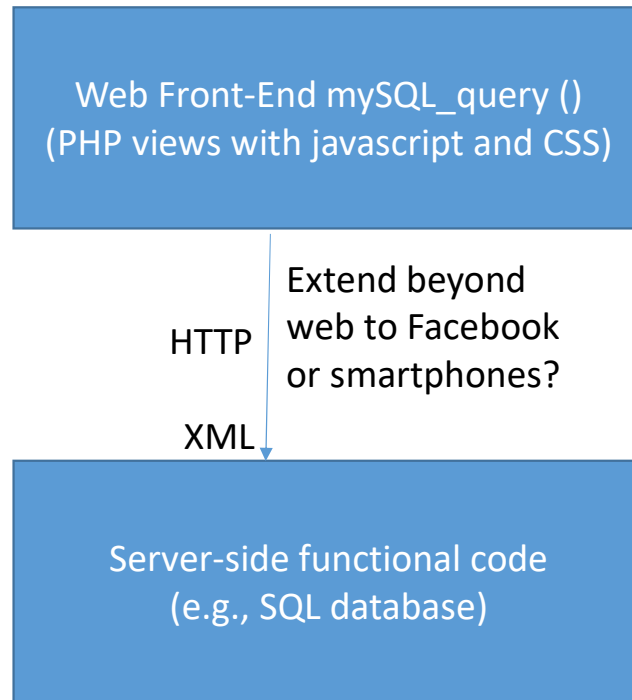 Web Front-End mySQL_query ()
(PHP views with javascript and CSS)
Extend beyond
web to Facebook
or smartphones?
HTTP
XML
Server-side functional code
(e.g., SQL database)